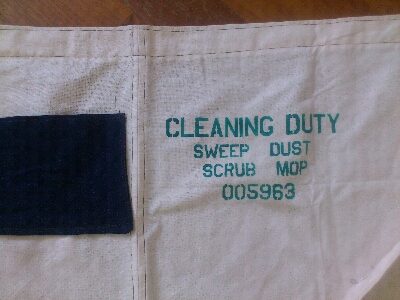 CLEANING DUTY
SWEEP DUST
SCRUB MOP
005963